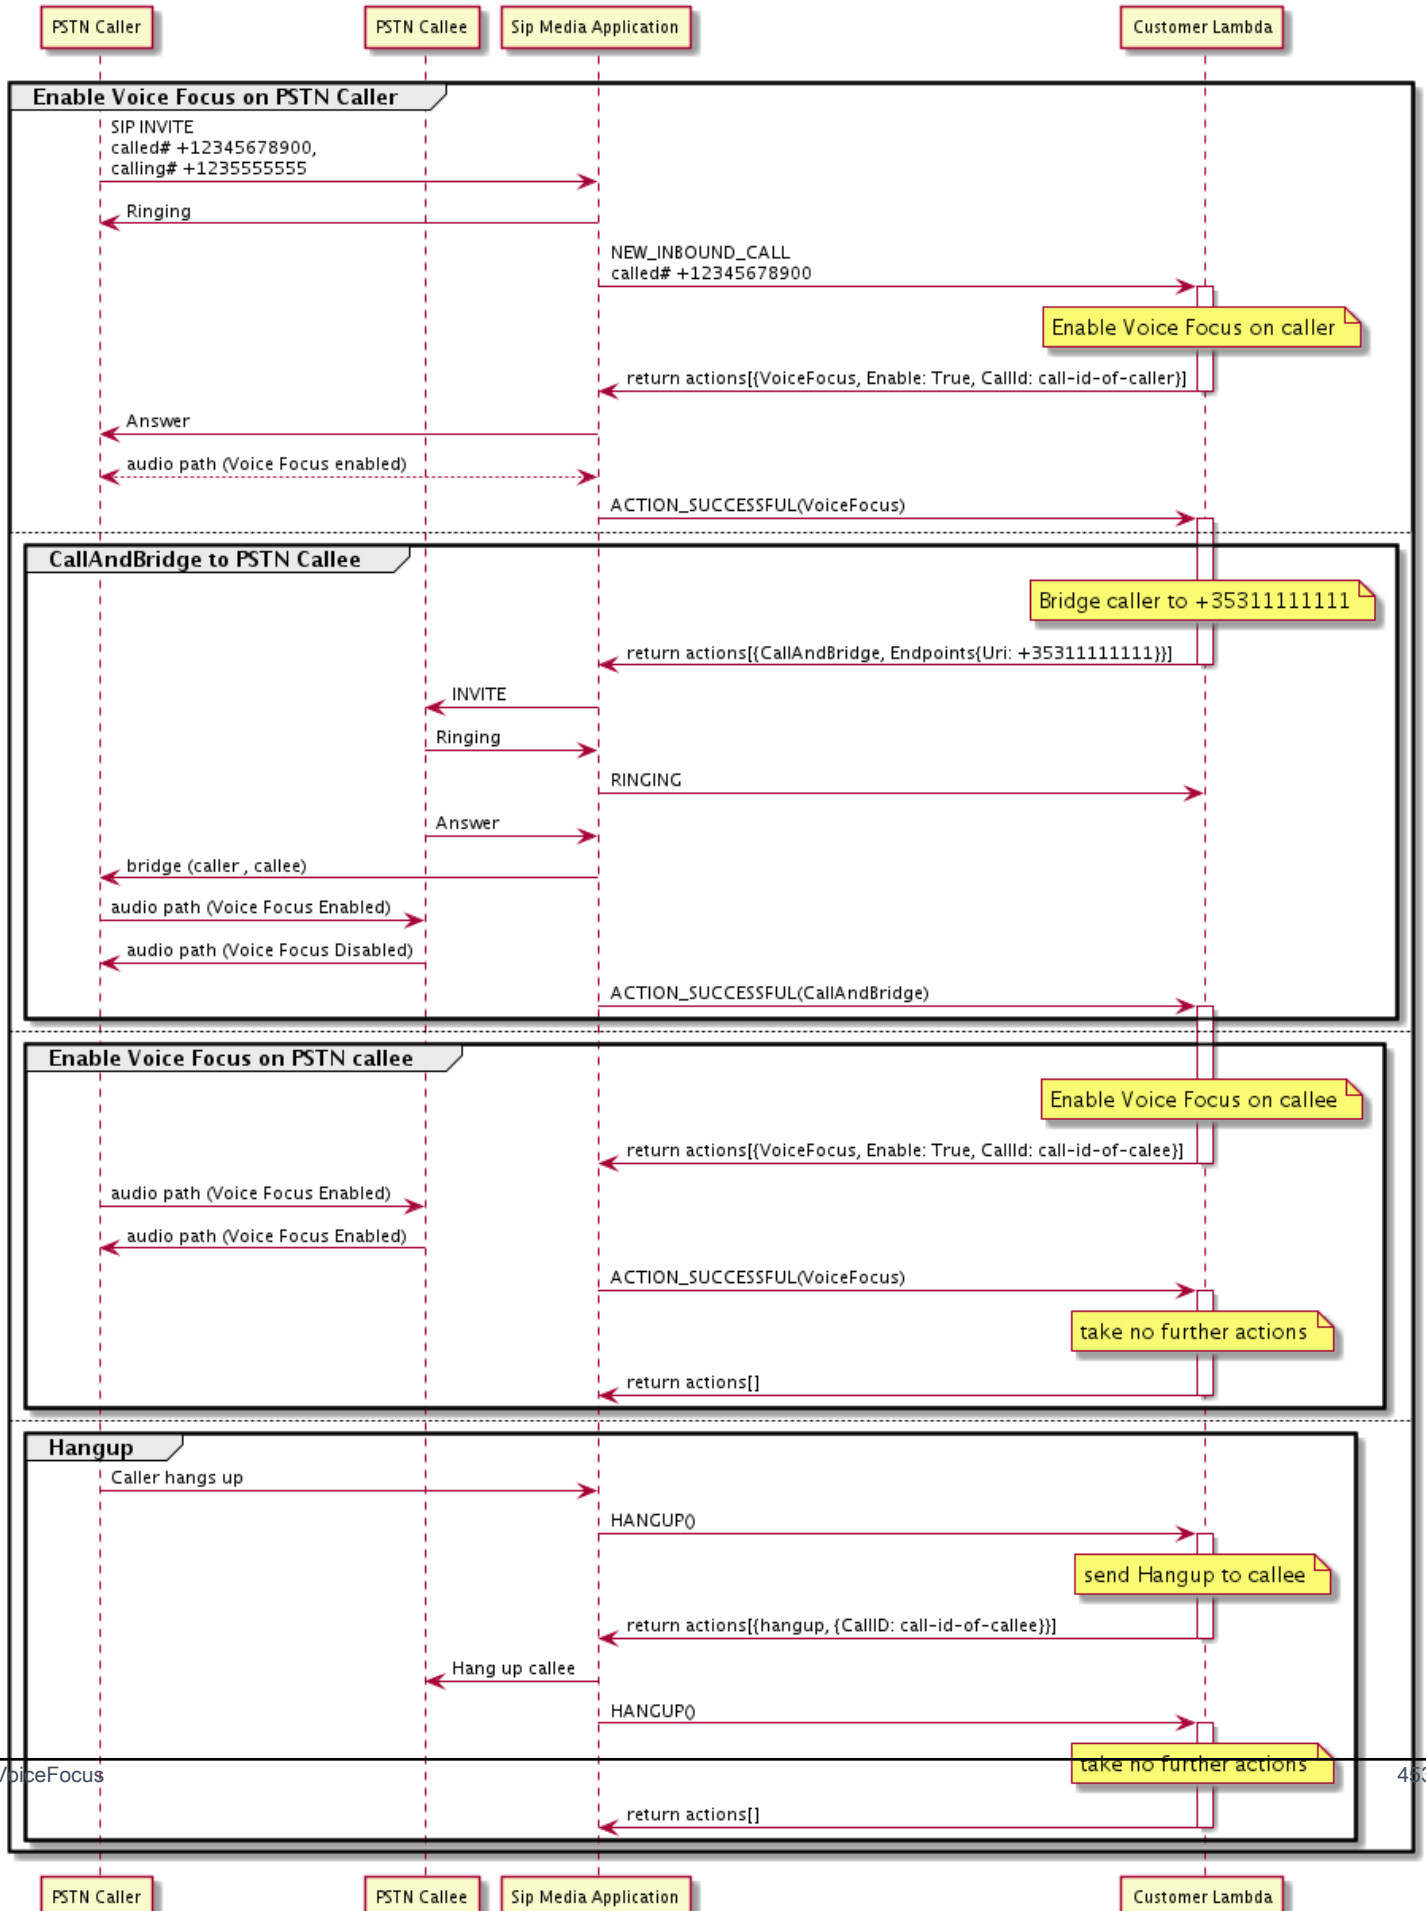 PSTN Caller
PSTN Callee
Sip Media Application
Customer Lambda
Enable Voice Focus on PSTN Caller
SIP INVITE
called# +12345678900,
calling# +1235555555
Ringing
NEW_INBOUND_CALL
called# +12345678900
Enable Voice Focus on caller
return actions[{VoiceFocus, Enable: True, CallId: call-id-of-caller}]
Answer
audio path (Voice Focus enabled)
ACTION_SUCCESSFUL(VoiceFocus)
CallAndBridge to PSTN Callee
Bridge caller to +35311111111
return actions[{CallAndBridge, Endpoints{Uri: +35311111111}}]
INVITE
Ringing
RINGING
Answer
bridge (caller , callee)
audio path (Voice Focus Enabled)
audio path (Voice Focus Disabled)
ACTION_SUCCESSFUL(CallAndBridge)
Enable Voice Focus on PSTN callee
Enable Voice Focus on callee
return actions[{VoiceFocus, Enable: True, CallId: call-id-of-calee}]
audio path (Voice Focus Enabled)
audio path (Voice Focus Enabled)
ACTION_SUCCESSFUL(VoiceFocus)
take no further actions
return actions[]
Hangup
Caller hangs up
HANGUP()
send Hangup to callee
return actions[{hangup, {CallID: call-id-of-callee}}]
Hang up callee
HANGUP()
take no further actions
VoiceFocus
453
return actions[]
PSTN Caller
PSTN Callee
Sip Media Application
Customer Lambda